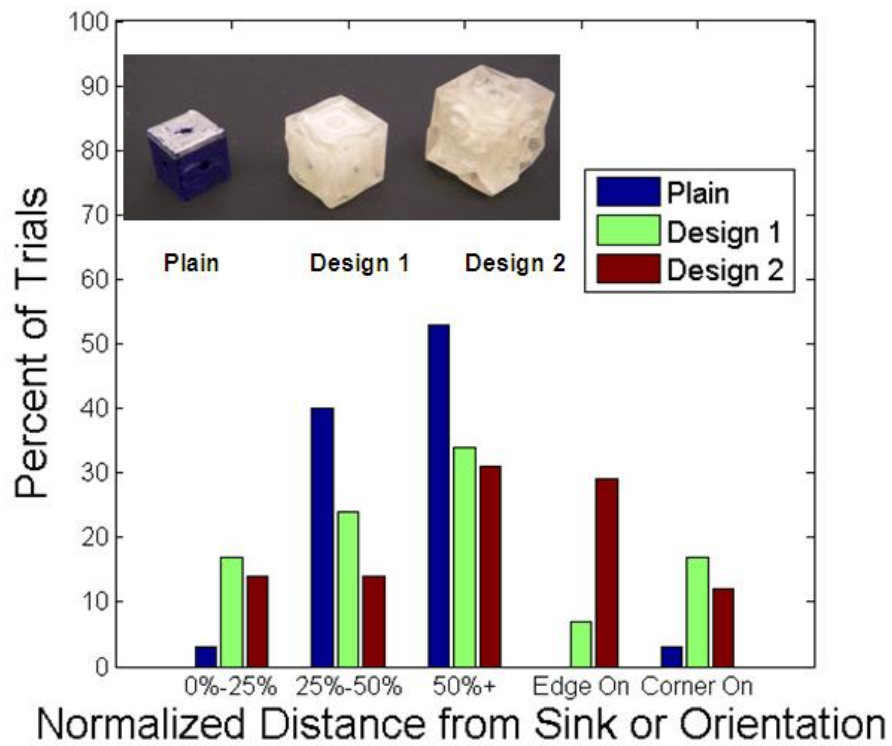 Percent of Trials
100
90
80
70
60
50
40
30
20
10
0
Plain Design 1 Design 2
Plain
Design 1
Design 2
0%-25% 25%-50% 50%+ Edge On Corner On
Normalized Distance from Sink or Orientation